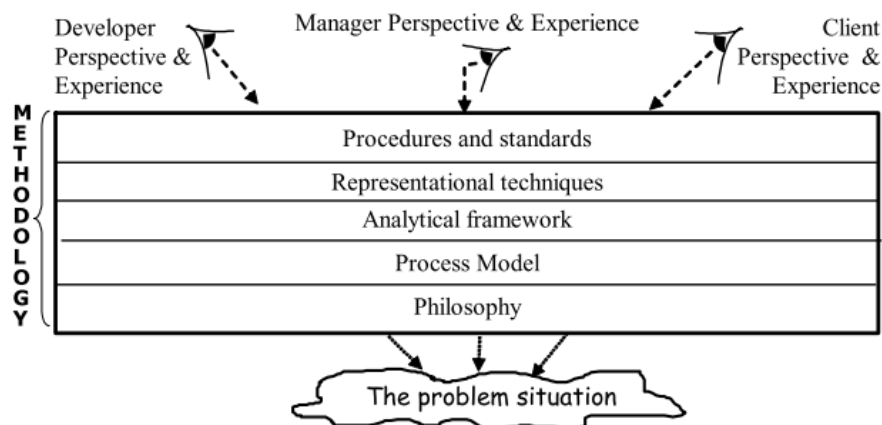 Developer
Perspective &
Experience
Manager Perspective & Experience
Client
Perspective &
Experience
METHODOLOGY
Procedures and standards
Representational techniques
Analytical framework
Process Model
Philosophy
The problem situation